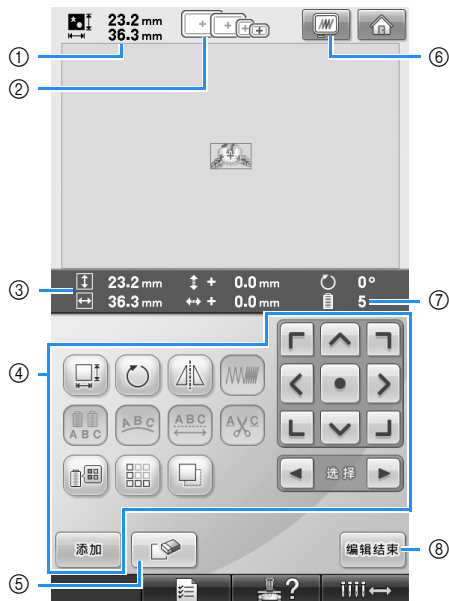 23.2 mm
36.3 mm
①
②
⑥
③
23.2 mm + 0.0 mm 0°
36.3 mm + 0.0 mm 5
⑦
④
A B C
A B C
A B C
A C
选择
添加
编辑结束
⑧
⑤
?